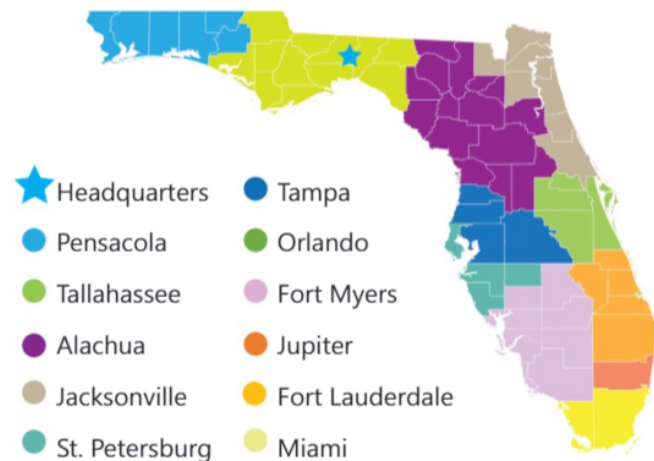 Headquarters
Pensacola
Tallahassee
Alachua
Jacksonville
St. Petersburg
Tampa
Orlando
Fort Myers
Jupiter
Fort Lauderdale
Miami